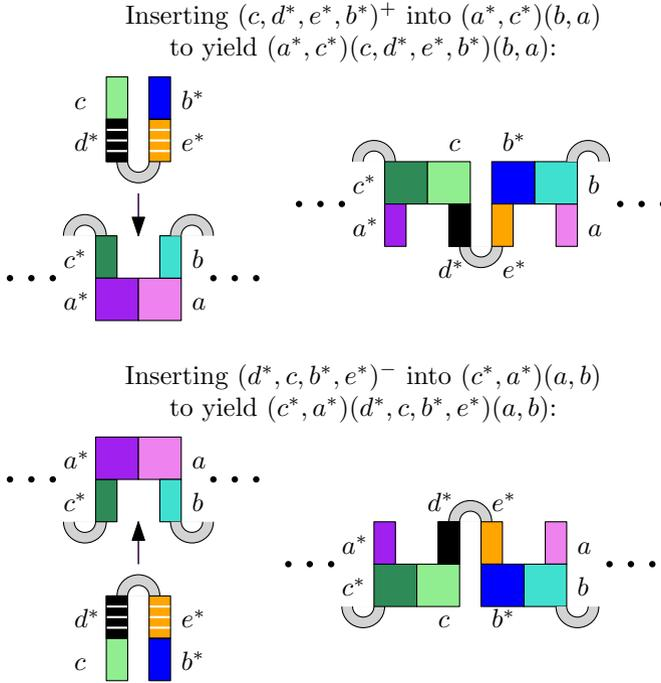 Inserting (c, d*, e*, b*)⁺ into (a*, c*)(b, a)
to yield (a*, c*)(c, d*, e*, b*)(b, a):
c b*
d* e*
c* b
a* a
c b*
c* b
a* a
d* e*
Inserting (d*, c, b*, e*)⁻ into (c*, a*)(a, b)
to yield (c*, a*)(d*, c, b*, e*)(a, b):
a* a
c* b
d* e*
c b*
d* e*
a* a
c* b
c b*